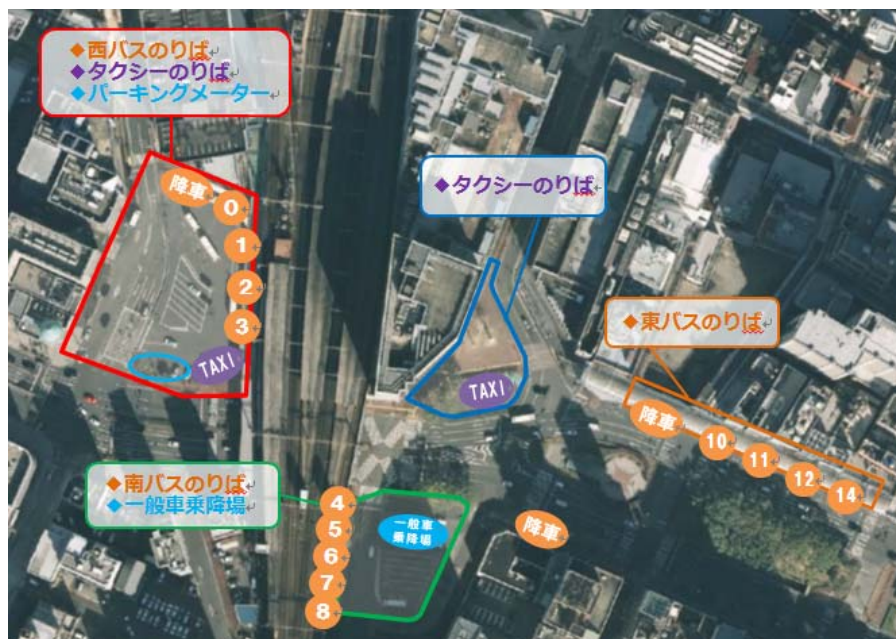 ◆西バスのりば
◆タクシーのりば
◆パーキングメーター
降車
0
1
2
3
TAXI
◆タクシーのりば
TAXI
◆東バスのりば
降車
10
11
12
14
◆南バスのりば
◆一般車乗降場
4
5
6
7
8
一般車
乗降場
降車